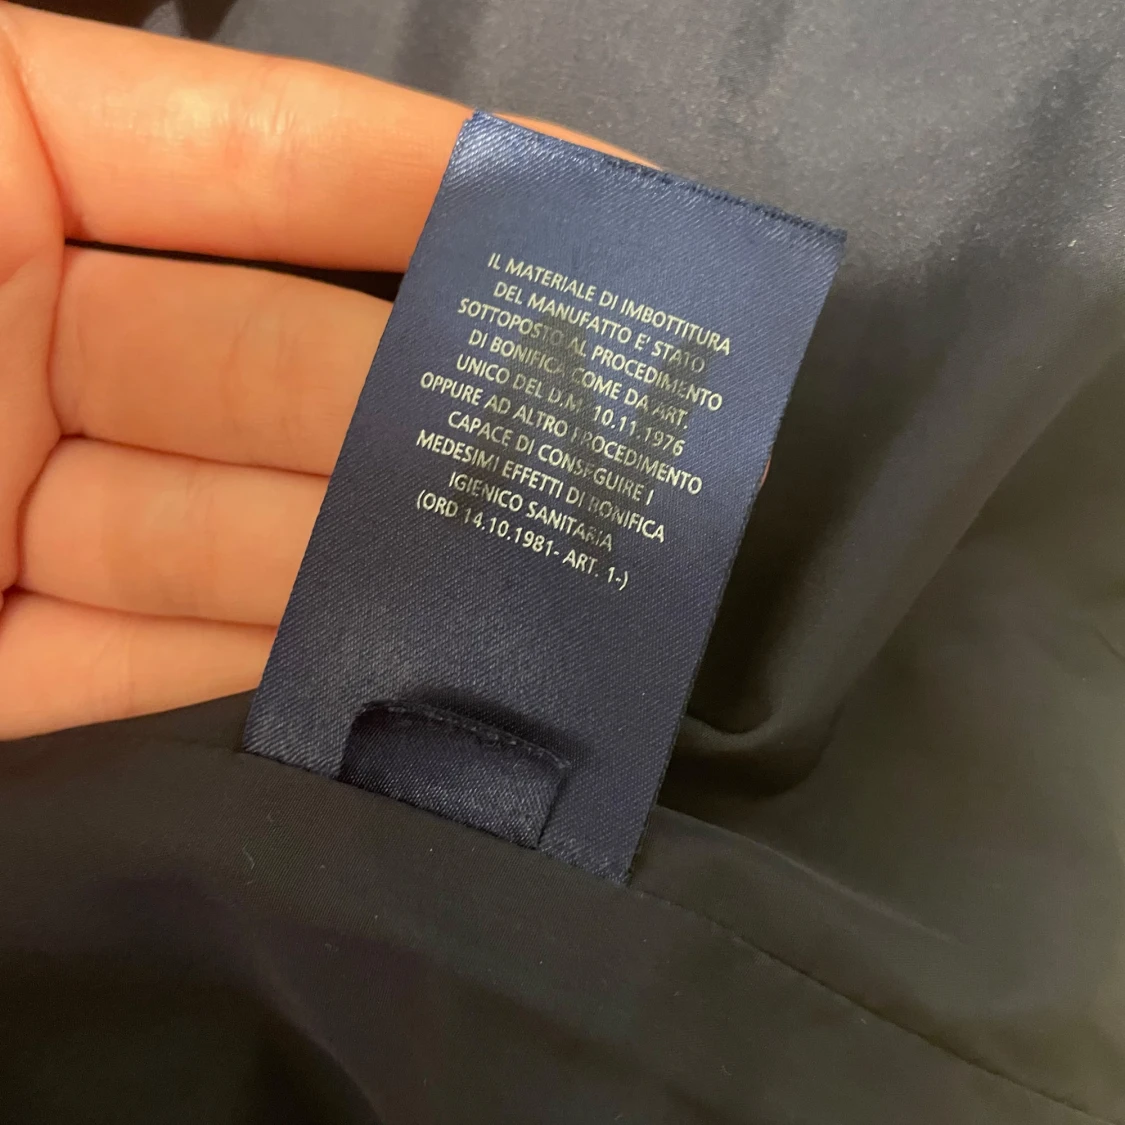 IL MATERIALE DI IMBOTTITURA
DEL MANUFATTO E' STATO
SOTTOPOSTO AL PROCEDIMENTO
DI BONIFICA COME DA ART.
UNICO DEL D.M. 10.11.1976
OPPURE AD ALTRO PROCEDIMENTO
CAPACE DI CONSEGUIRE I
MEDESIMI EFFETTI DI BONIFICA
IGIENICO SANITARIA
(ORD 14.10.1981- ART. 1-)